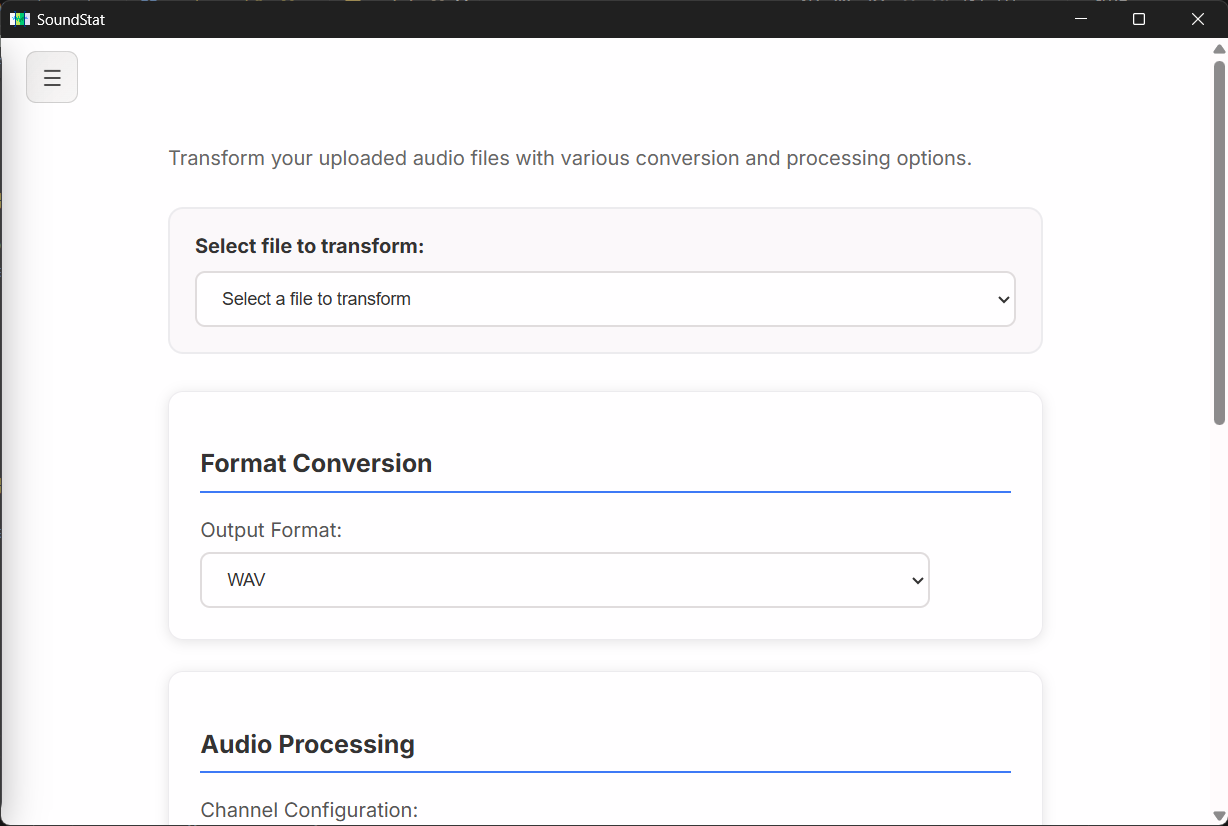 SoundStat
Transform your uploaded audio files with various conversion and processing options.
Select file to transform:
Select a file to transform
Format Conversion
Output Format:
WAV
Audio Processing
Channel Configuration: